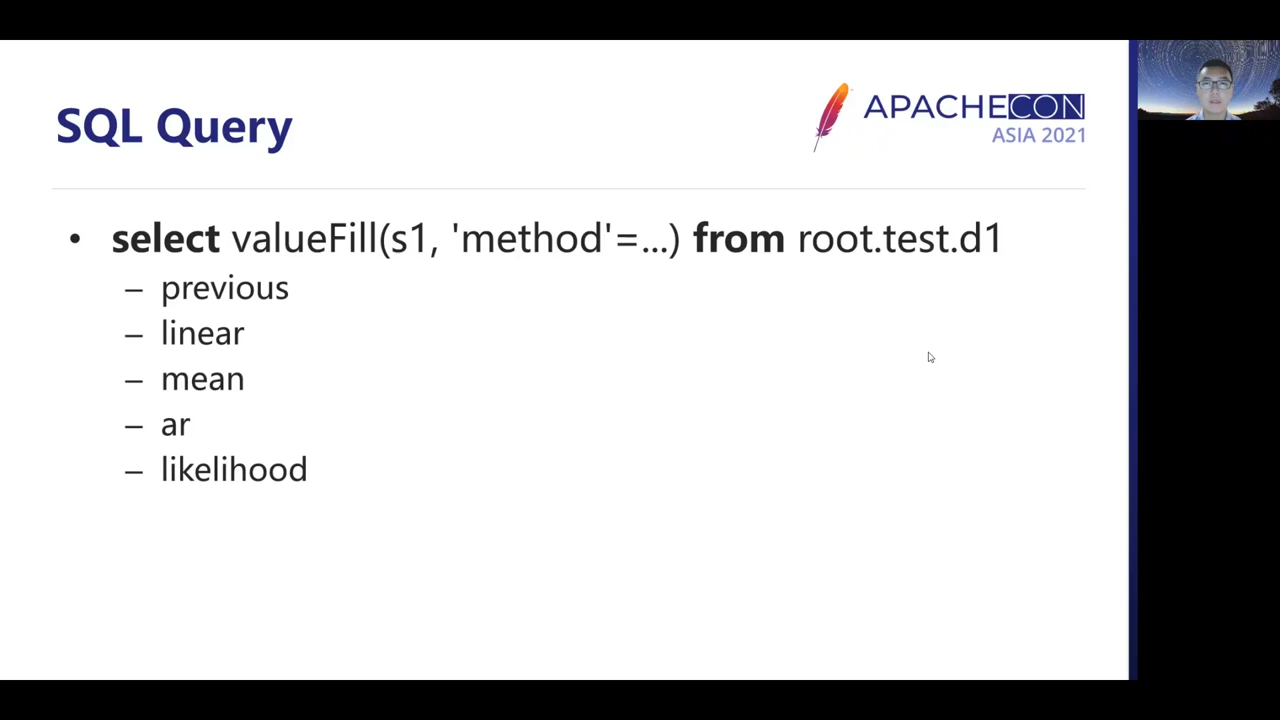 SQL Query
APACHECON
ASIA 2021
• select valueFill(s1, 'method'=...) from root.test.d1
– previous
– linear
– mean
– ar
– likelihood